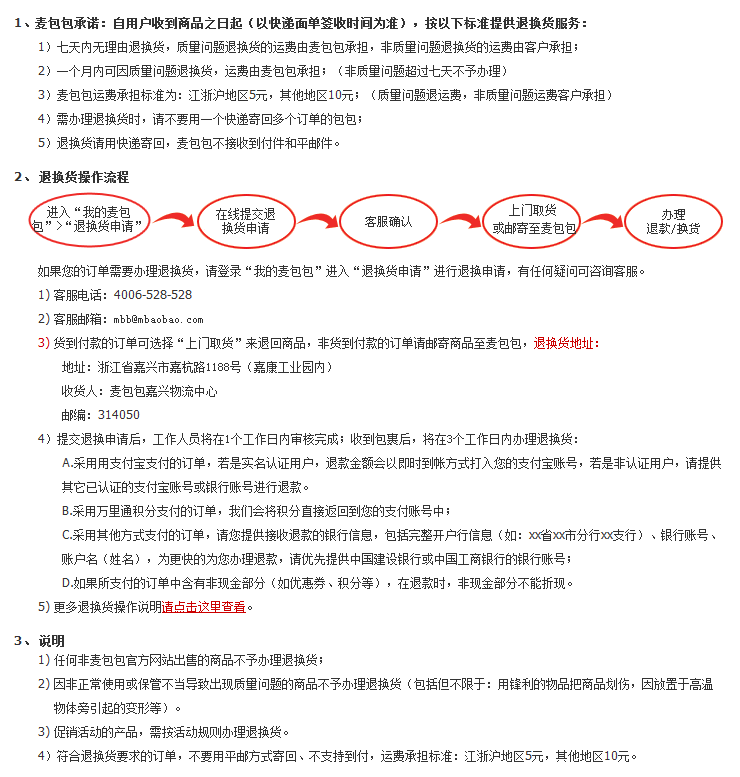 1、麦包包承诺：自用户收到商品之日起（以快递面单签收时间为准），按以下标准提供退换货服务：
1）七天内无理由退换货，质量问题退换货的运费由麦包包承担，非质量问题退换货的运费由客户承担；
2）一个月内可因质量问题退换货，运费由麦包包承担；（非质量问题超过七天不予办理）
3）麦包包运费承担标准为：江浙沪地区5元，其他地区10元；（质量问题退运费，非质量问题运费客户承担）
4）需办理退换货时，请不要用一个快递寄回多个订单的包包；
5）退换货请用快递寄回，麦包包不接收到付件和平邮件。
2、退换货操作流程
进入“我的麦包
包”>“退换货申请”
在线提交退
换货申请
客服确认
上门取货
或邮寄至麦包包
办理
退款/换货
如果您的订单需要办理退换货，请登录“我的麦包包”进入“退换货申请”进行退换申请，有任何疑问可咨询客服。
1）客服电话：4006-528-528
2）客服邮箱：mbb@mbaobao.com
3）货到付款的订单可选择“上门取货”来退回商品，非货到付款的订单请邮寄商品至麦包包，退换货地址：
地址：浙江省嘉兴市嘉杭路1188号（嘉康工业园内）
收货人：麦包包嘉兴物流中心
邮编：314050
4）提交退换申请后，工作人员将在1个工作日内审核完成；收到包裹后，将在3个工作日内办理退换货：
A.采用用支付宝支付的订单，若是实名认证用户，退款金额会以即时到帐方式打入您的支付宝账号，若是非认证用户，请提供
其它已认证的支付宝账号或银行账号进行退款。
B.采用万里通积分支付的订单，我们会将积分直接返回到您的支付账号中；
C.采用其他方式支付的订单，请您提供接收退款的银行信息，包括完整开户行信息（如：xx省xx市分行xx支行）、银行账号、
账户名（姓名），为更快的为您办理退款，请优先提供中国建设银行或中国工商银行的银行账号；
D.如果所支付的订单中含有非现金部分（如优惠券、积分等），在退款时，非现金部分不能折现。
5）更多退换货操作说明请点击这里查看。
3、说明
1）任何非麦包包官方网站出售的商品不予办理退换货；
2）因非正常使用或保管不当导致出现质量问题的商品不予办理退换货（包括但不限于：用锋利的物品把商品划伤，因放置于高温
物体旁引起的变形等）。
3）促销活动的产品，需按活动规则办理退换货。
4）符合退换货要求的订单，不要用平邮方式寄回、不支持到付，运费承担标准：江浙沪地区5元，其他地区10元。